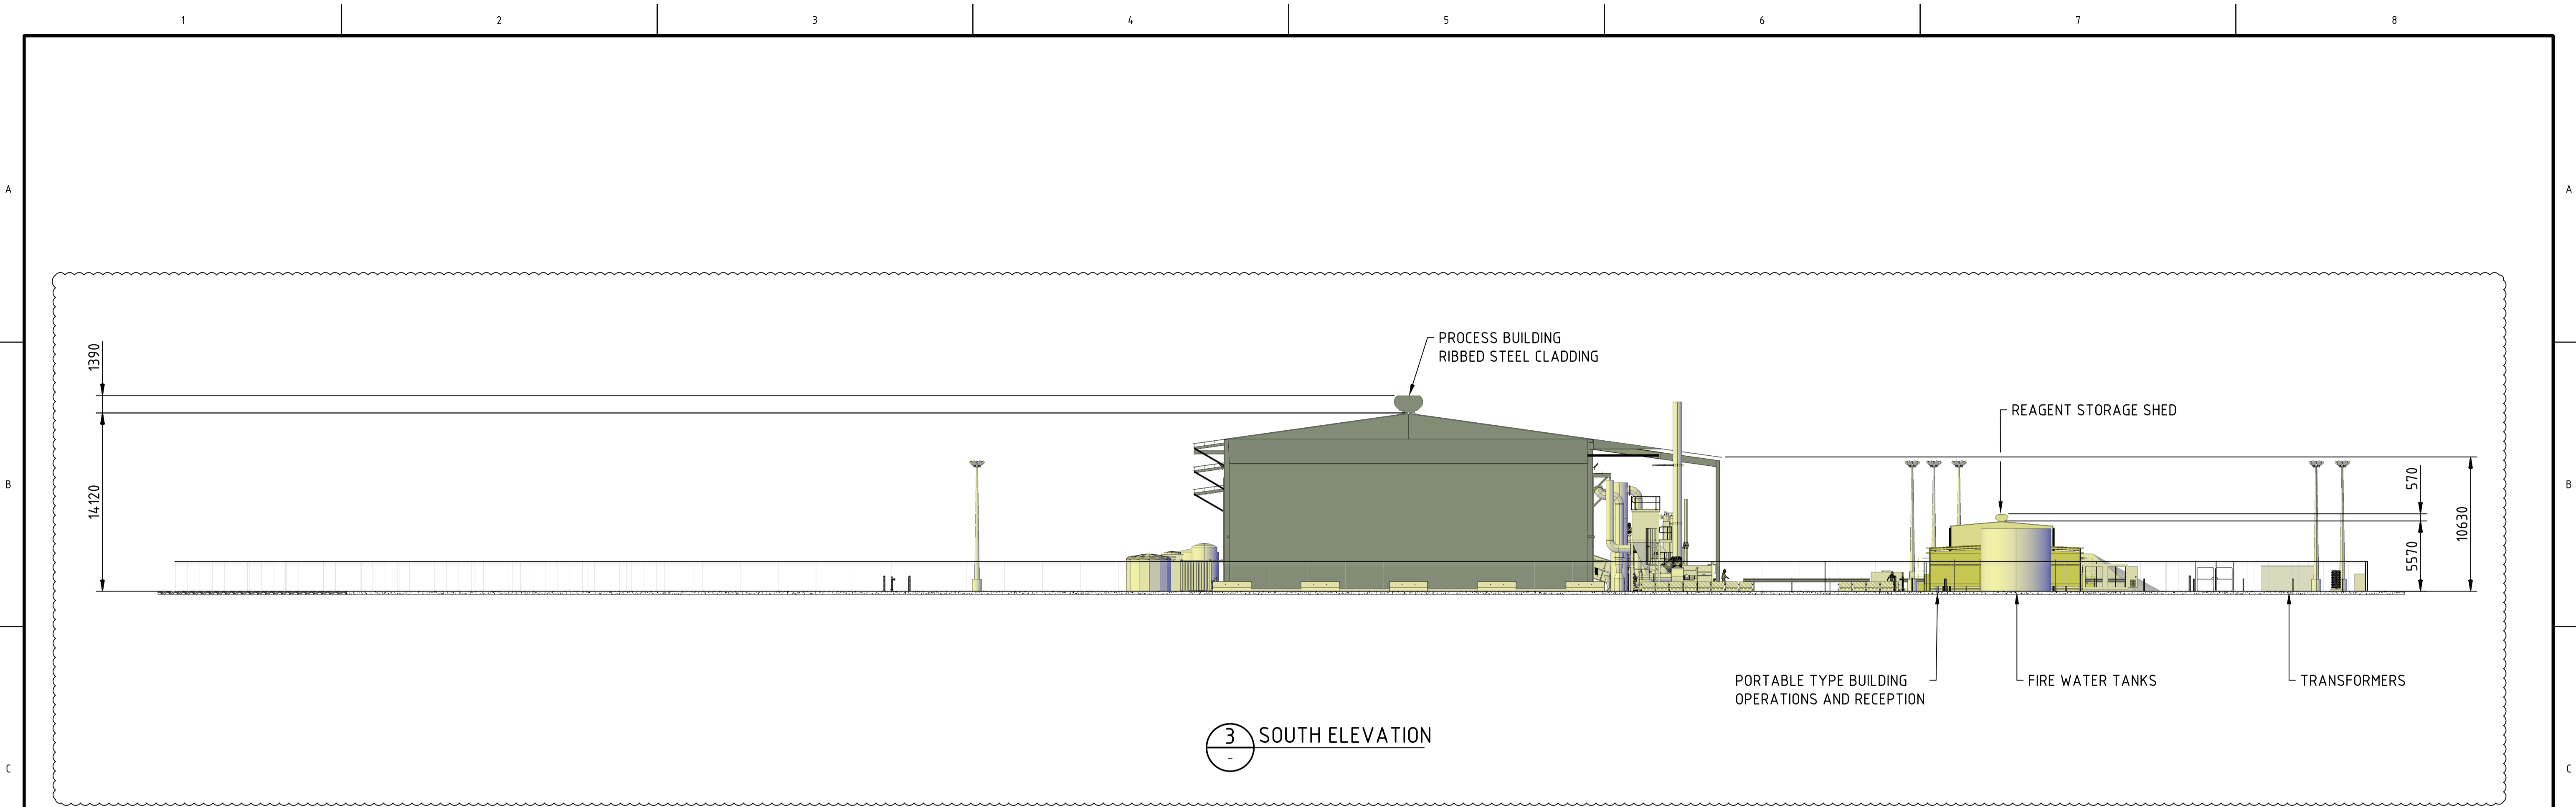 1 2 3 4 5 6 7 8
A A
1390
PROCESS BUILDING
RIBBED STEEL CLADDING
REAGENT STORAGE SHED
14120
B B
570
10630
5570
PORTABLE TYPE BUILDING
OPERATIONS AND RECEPTION
FIRE WATER TANKS
TRANSFORMERS
3 SOUTH ELEVATION
-
C C